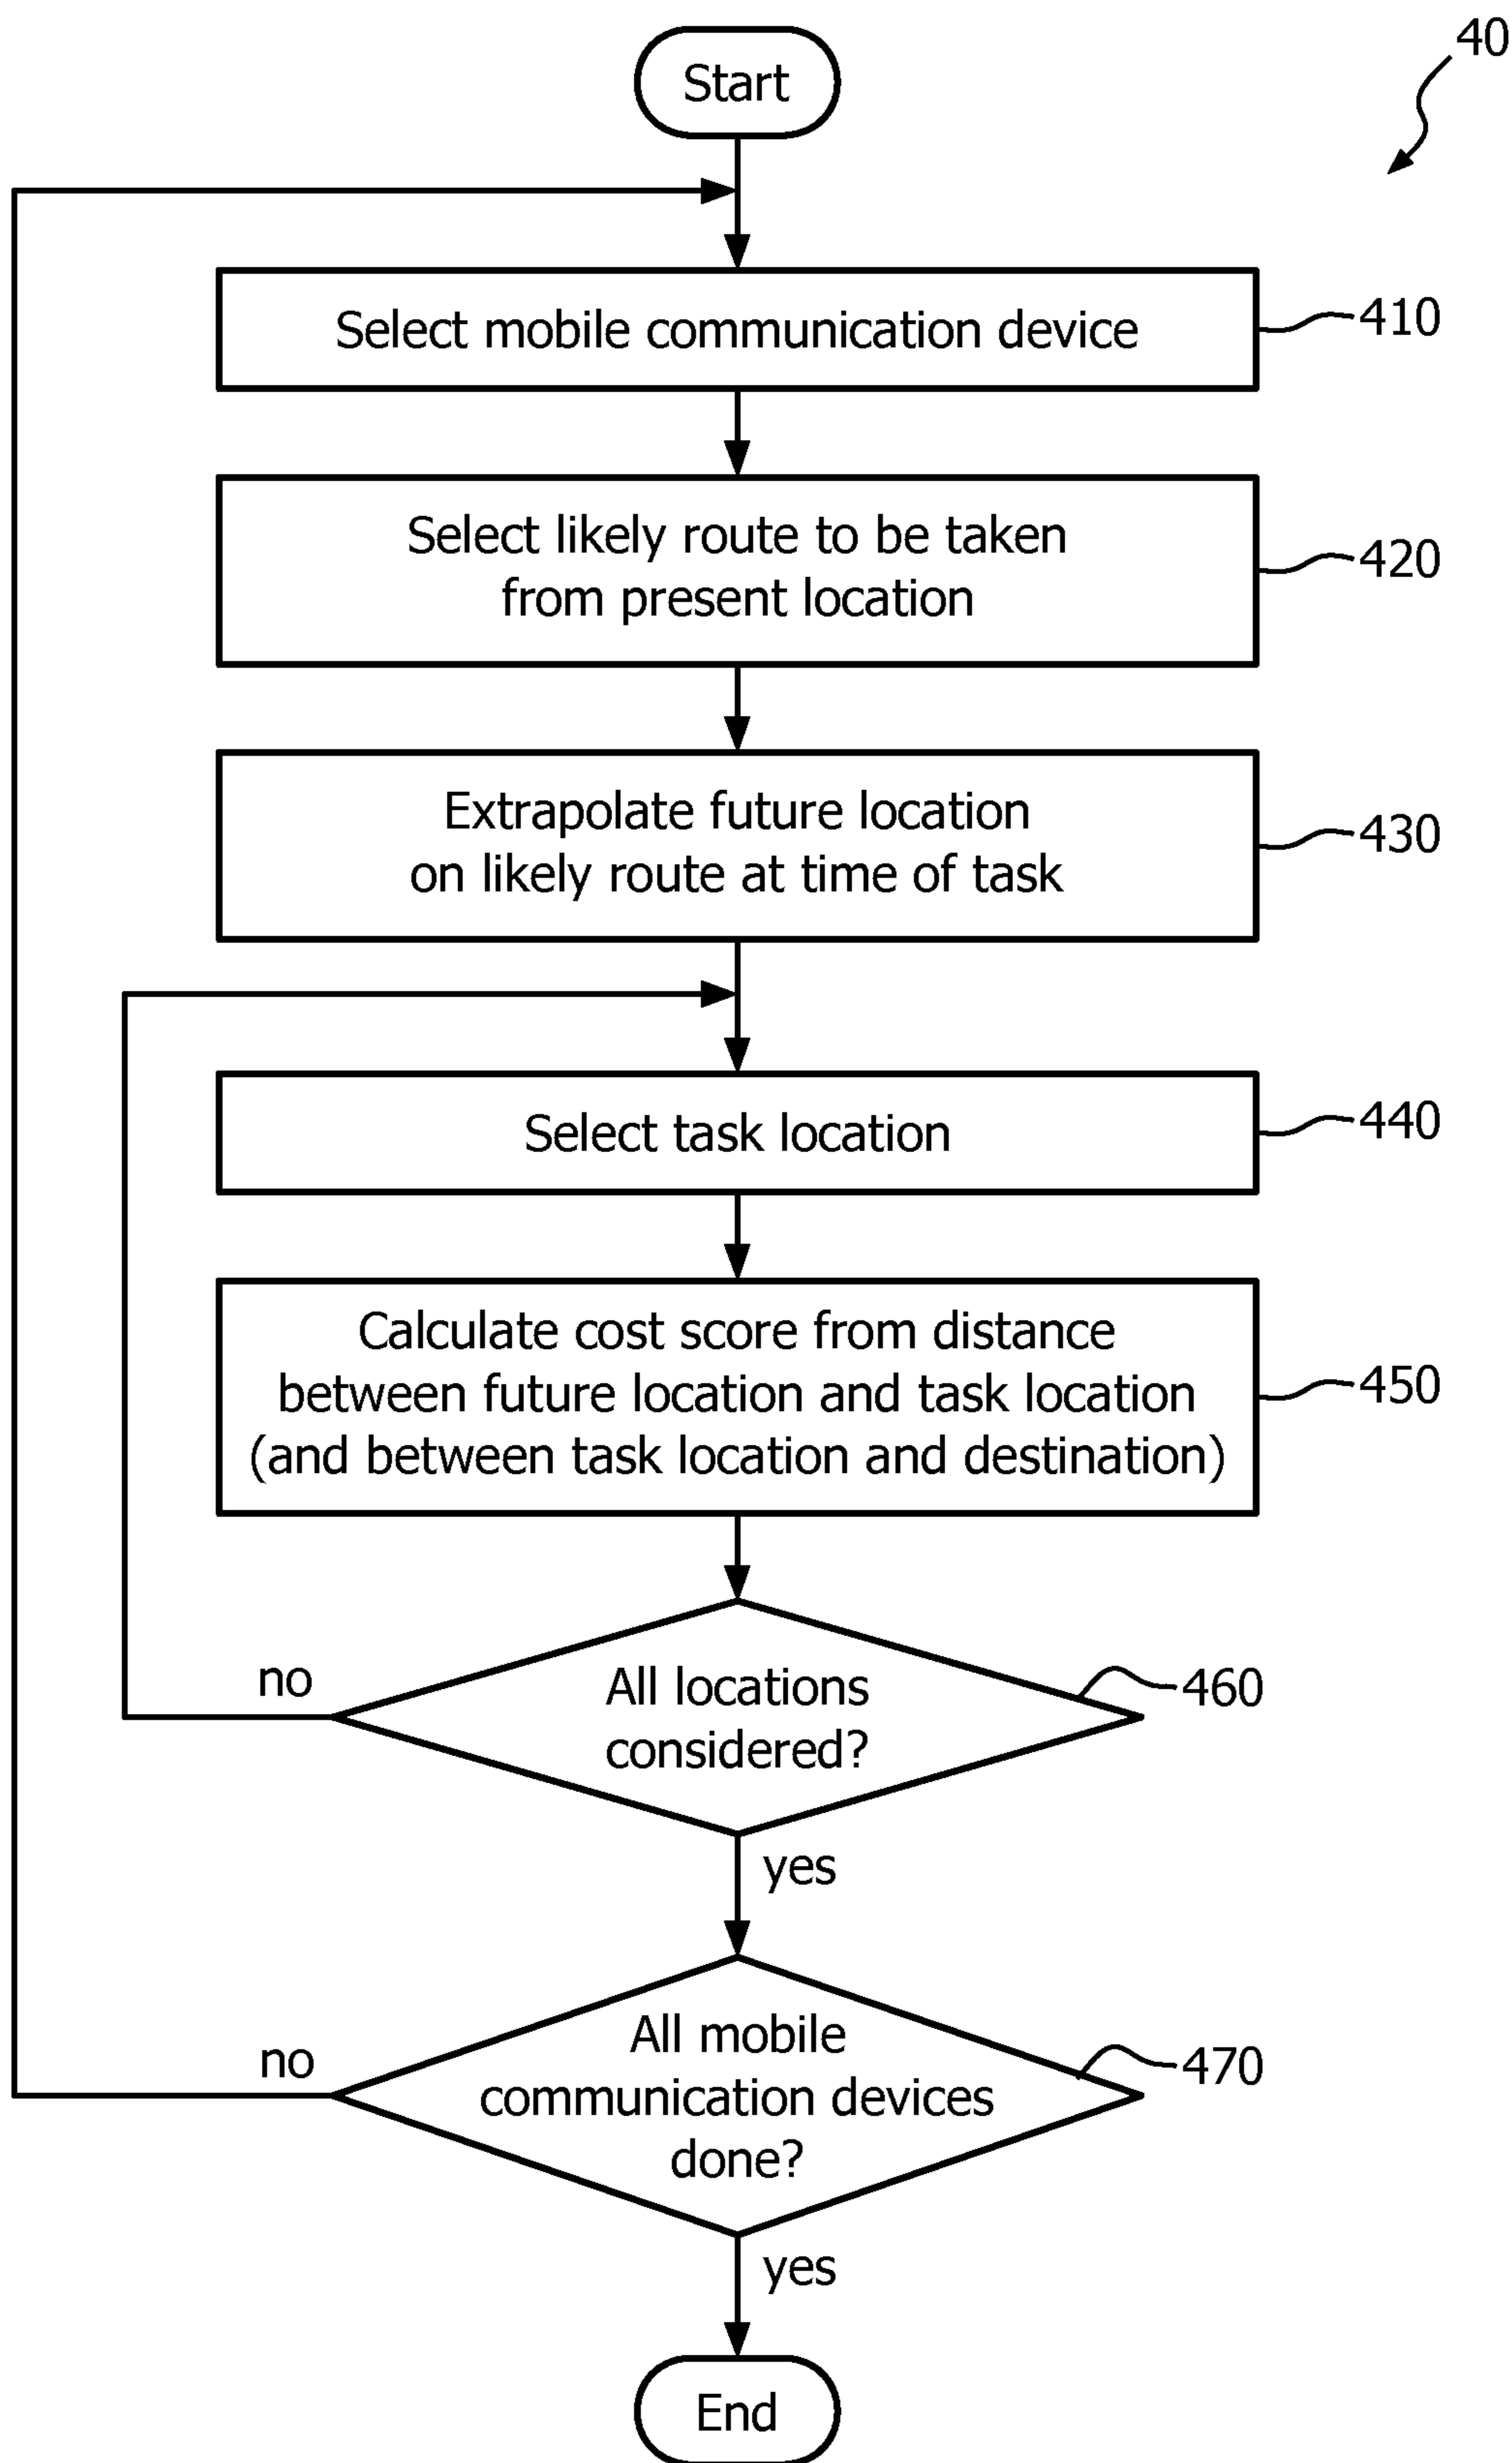 Start
40
Select mobile communication device
410
Select likely route to be taken
from present location
420
Extrapolate future location
on likely route at time of task
430
Select task location
440
Calculate cost score from distance
between future location and task location
(and between task location and destination)
450
no
All locations
considered?
460
yes
no
All mobile
communication devices
done?
470
yes
End